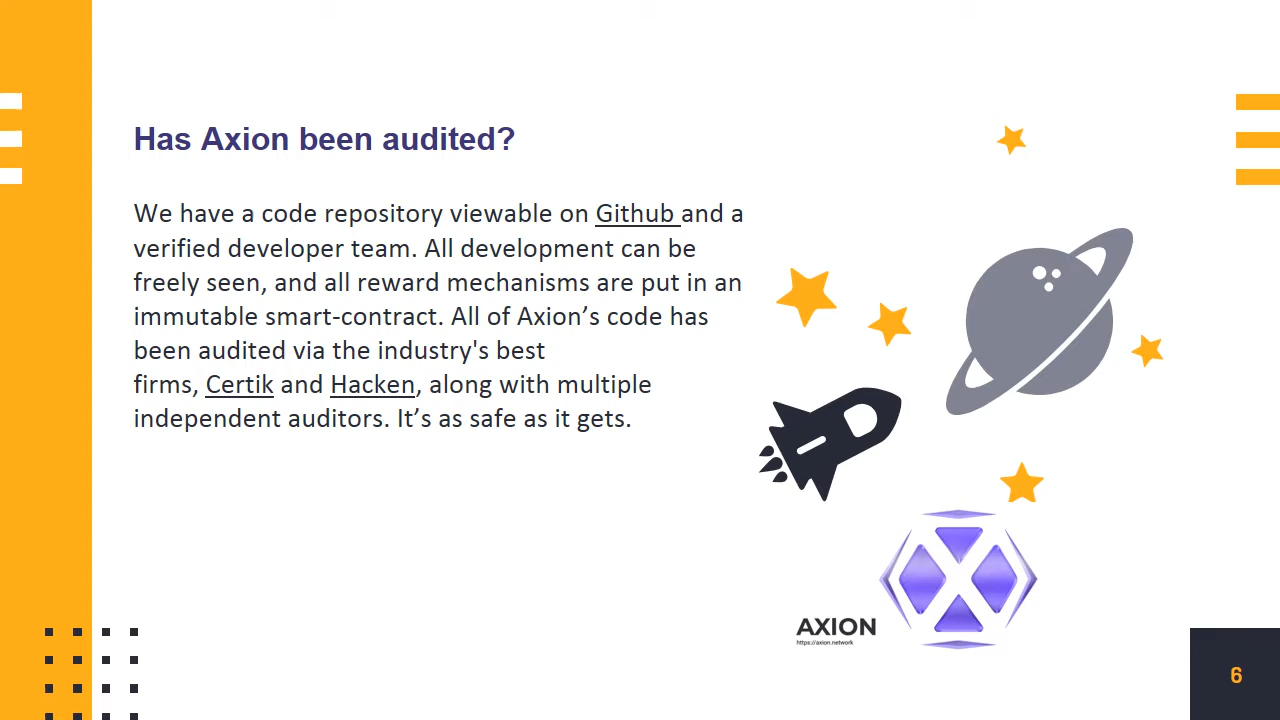 Has Axion been audited?
We have a code repository viewable on Github and a
verified developer team. All development can be
freely seen, and all reward mechanisms are put in an
immutable smart-contract. All of Axion’s code has
been audited via the industry's best
firms, Certik and Hacken, along with multiple
independent auditors. It’s as safe as it gets.
AXION
https://axion.network
6